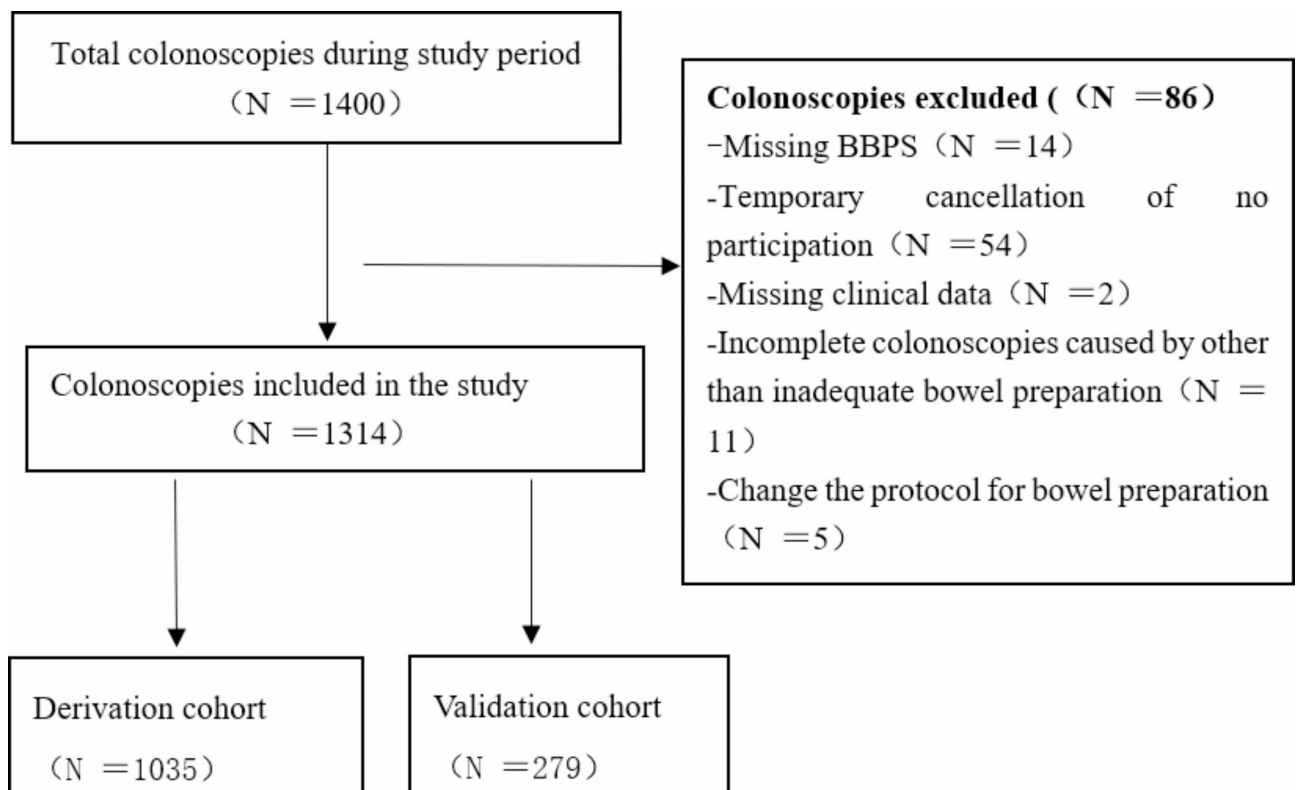 Total colonoscopies during study period
（N ＝1400）
Colonoscopies excluded (（N ＝86）
-Missing BBPS（N ＝14）
-Temporary cancellation of no
participation（N ＝54）
-Missing clinical data（N ＝2）
-Incomplete colonoscopies caused by other
than inadequate bowel preparation（N ＝
11）
-Change the protocol for bowel preparation
（N ＝5）
Colonoscopies included in the study
（N ＝1314）
Derivation cohort
（N ＝1035）
Validation cohort
（N ＝279）